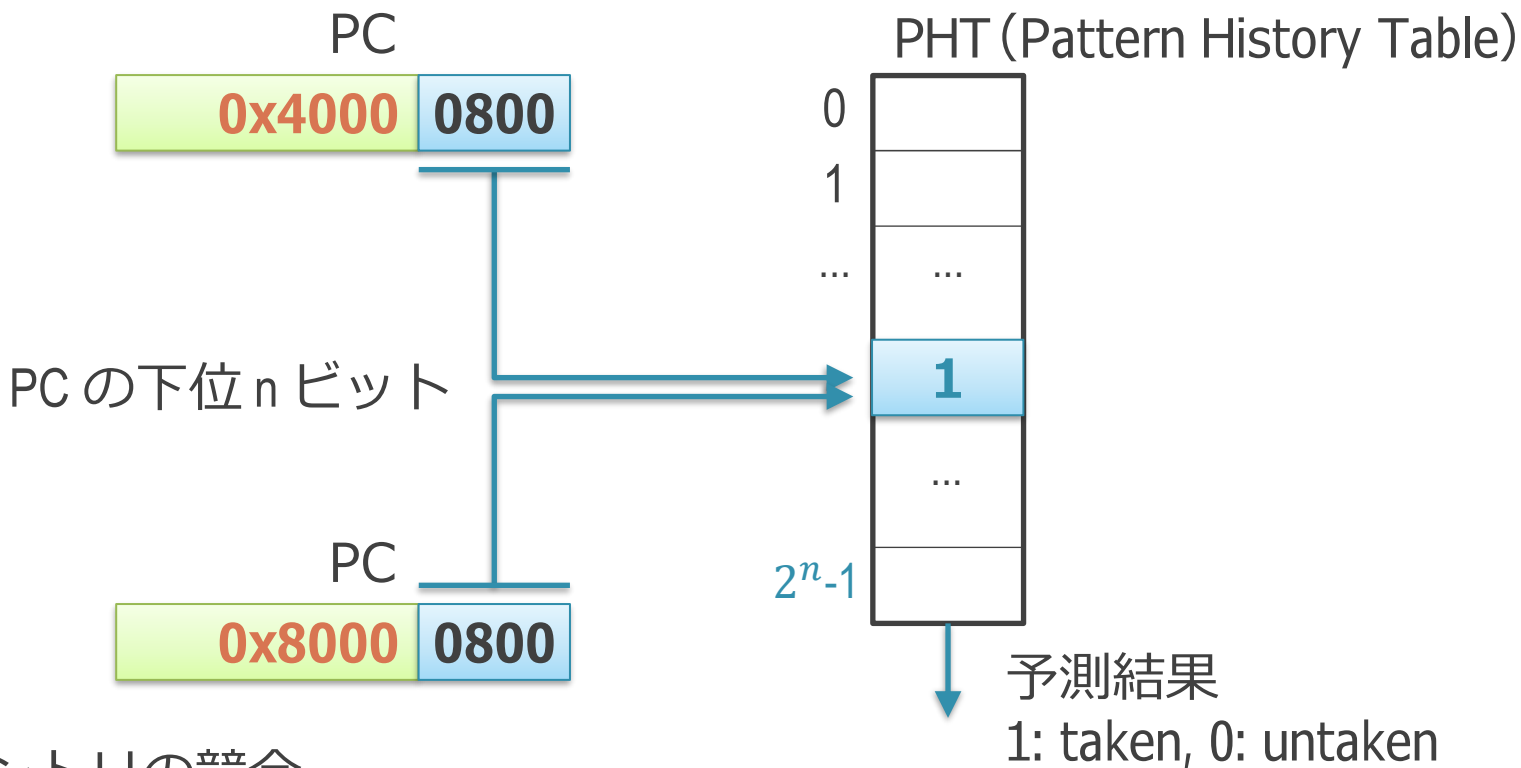 PC
0x4000 0800
PHT(Pattern History Table)
0
1
...
...
PC の下位 n ビット
1
...
PC
0x8000 0800
2^n-1
予測結果
1: taken, 0: untaken